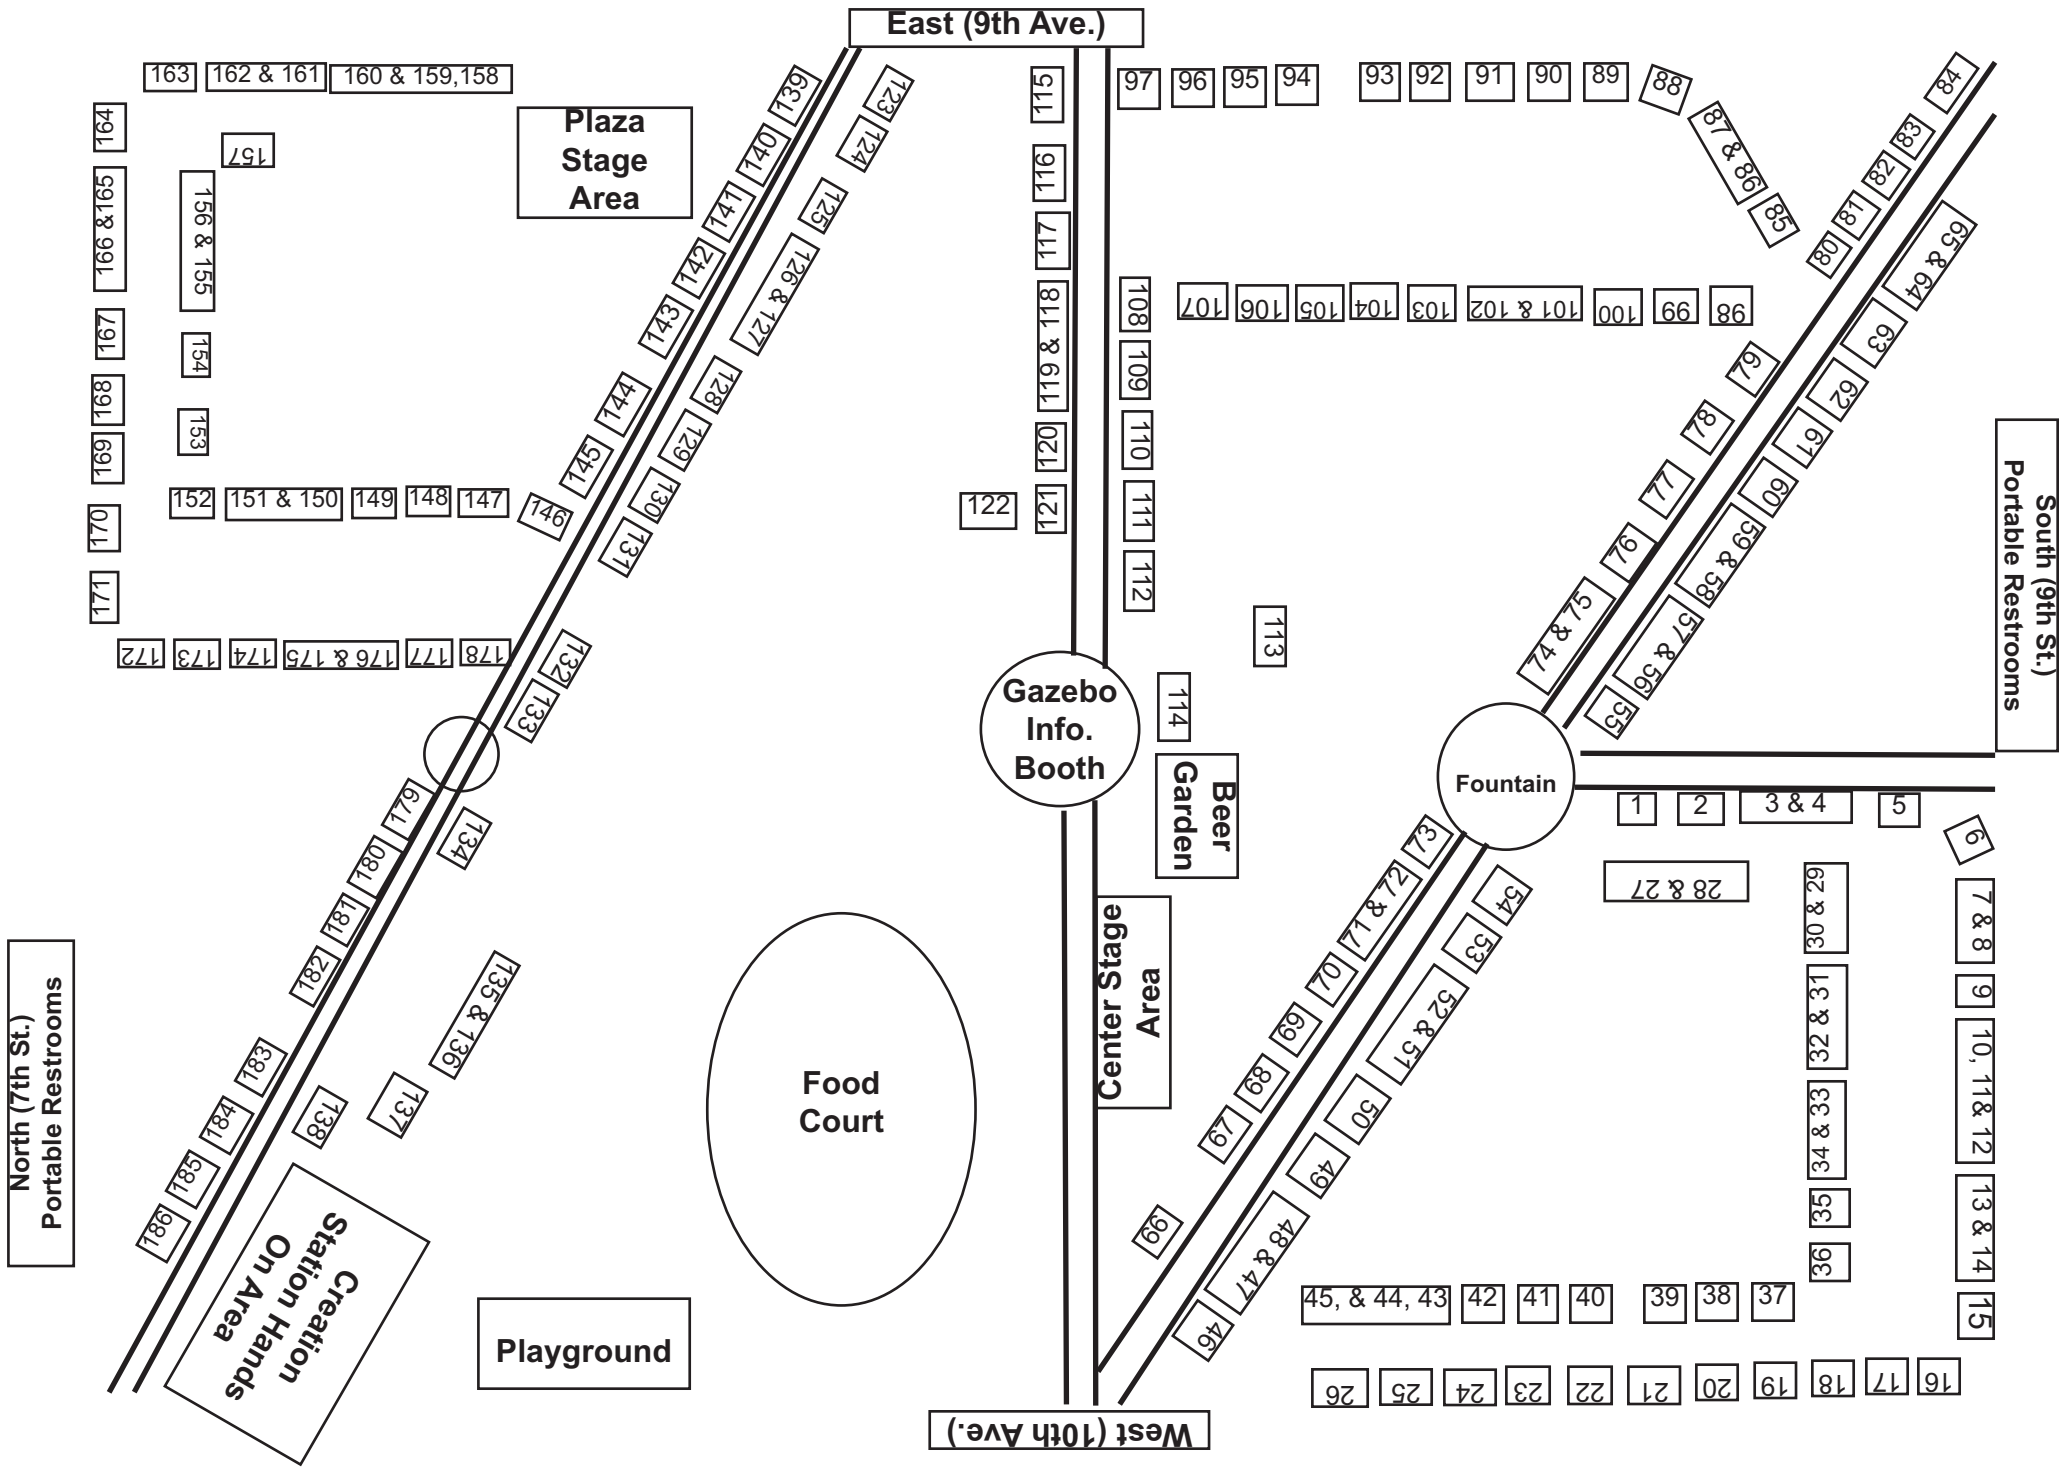 East (9th Ave.)
163
162 & 161
160 & 159,158
164
157
166 &165
156 & 155
167
154
168
153
169
152
151 & 150
149
148
147
146
170
171
172
173
174
176 & 175
177
178
Plaza
Stage
Area
139
140
141
142
143
144
145
123
124
125
126 & 127
128
129
130
131
132
133
134
135 & 136
137
138
179
180
181
182
183
184
185
186
115
116
117
119 & 118
120
121
122
97
96
95
94
93
92
91
90
89
88
87 & 86
85
84
83
82
81
80
79
78
77
76
74 & 75
108
109
110
111
112
113
114
107
106
105
104
103
102 & 101
100
99
98
65 & 64
63
62
61
60
59 & 58
57 & 56
55
South (9th St.)
Portable Restrooms
Gazebo
Info.
Booth
Beer
Garden
Fountain
Center Stage
Area
Food
Court
North (7th St.)
Portable Restrooms
Creation
Station Hands
On Area
Playground
West (10th Ave.)
73
71 & 72
70
69
68
67
66
54
53
52 & 51
50
49
48 & 47
46
1
2
3 & 4
5
6
7 & 8
9
10, 11& 12
13 & 14
15
28 & 27
30 & 29
32 & 31
34 & 33
35
36
45, & 44, 43
42
41
40
39
38
37
26
25
24
23
22
21
20
19
18
17
16